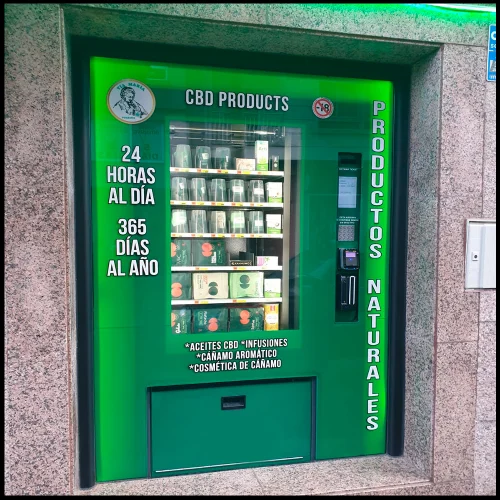 CBD PRODUCTS
-18
24
HORAS
AL DÍA
365
DÍAS
AL AÑO
PRODUCTOS NATURALES
*ACEITES CBD *INFUSIONES
*CAÑAMO AROMÁTICO
*COSMÉTICA DE CÁÑAMO